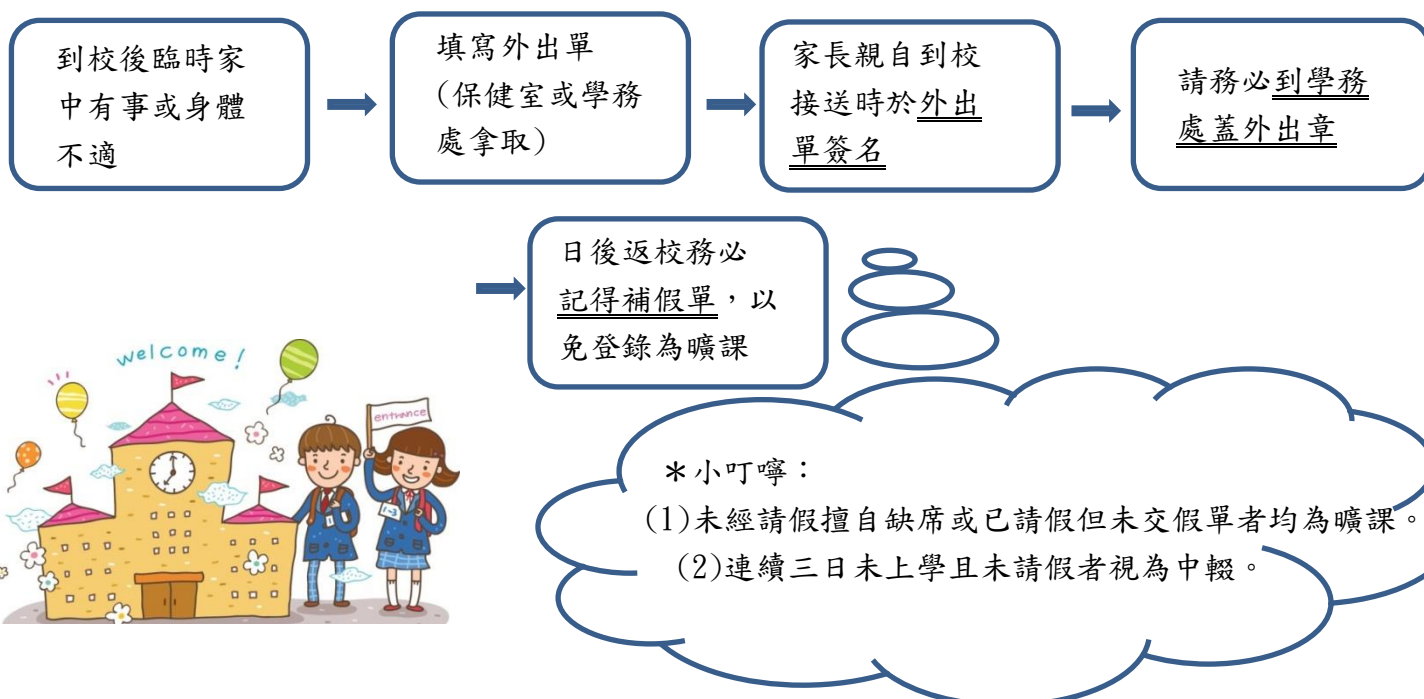 到校後臨時家
中有事或身體
不適
填寫外出單
(保健室或學務
處拿取)
家長親自到校
接送時於外出
單簽名
請務必到學務
處蓋外出章
日後返校務必
記得補假單，以
免登錄為曠課
welcome!
entrance
1-3
＊小叮嚀：
(1)未經請假擅自缺席或已請假但未交假單者均為曠課。
(2)連續三日未上學且未請假者視為中輟。